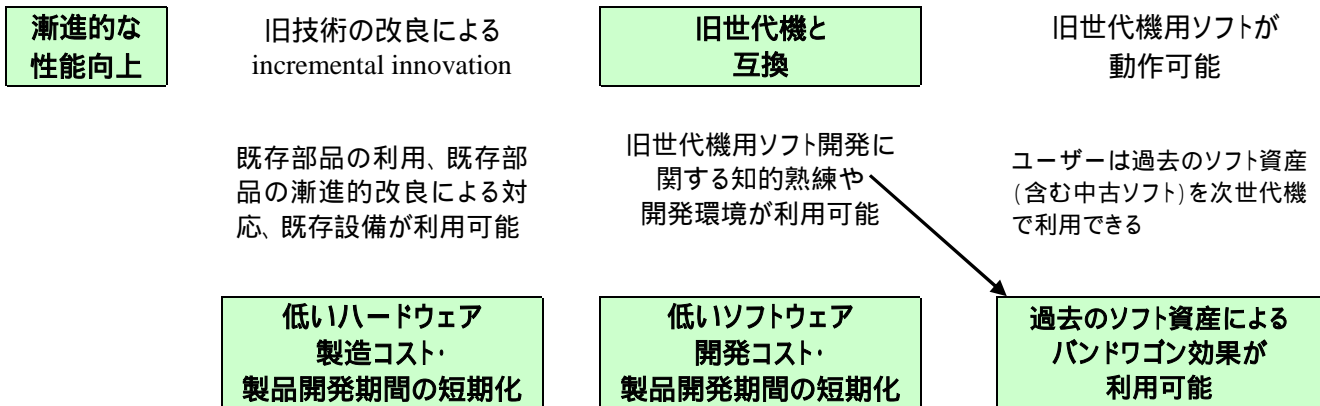 漸進的な
性能向上
旧技術の改良による
incremental innovation
旧世代機と
互換
旧世代機用ソフトが
動作可能
既存部品の利用、既存部
品の漸進的改良による対
応、既存設備が利用可能
旧世代機用ソフト開発に
関する知的熟練や
開発環境が利用可能
ユーザーは過去のソフト資産
(含む中古ソフト)を次世代機
で利用できる
低いハードウェア
製造コスト・
製品開発期間の短期化
低いソフトウェア
開発コスト・
製品開発期間の短期化
過去のソフト資産による
バンドワゴン効果が
利用可能